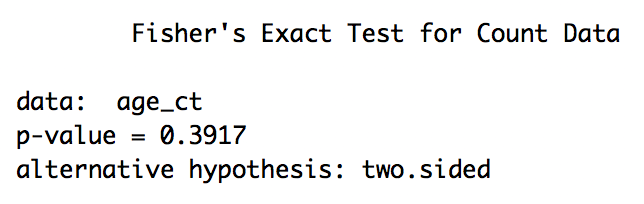 Fisher's Exact Test for Count Data
data:  age_ct
p-value = 0.3917
alternative hypothesis: two.sided